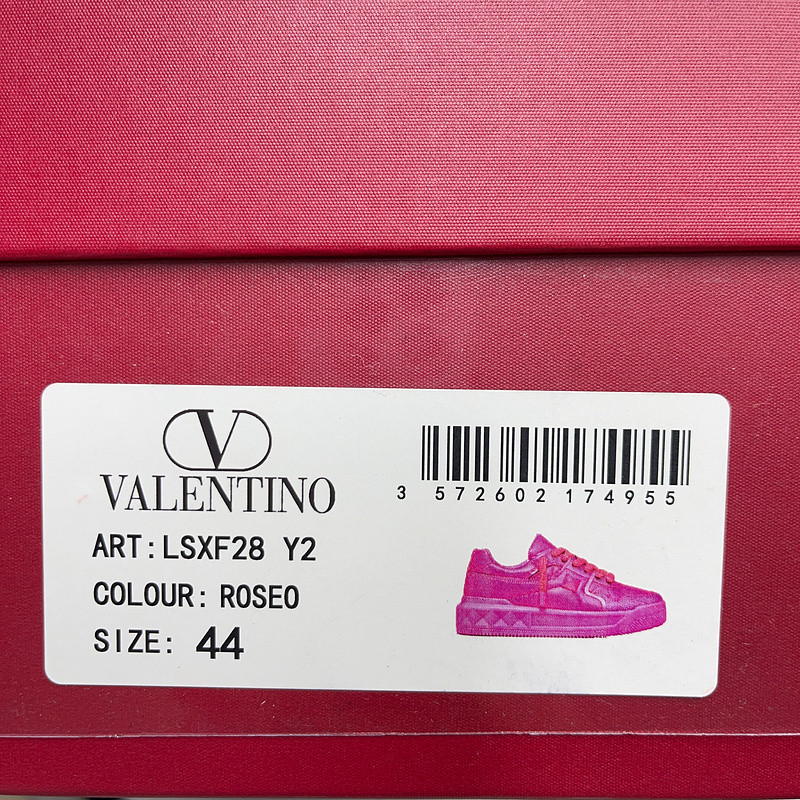 V
VALENTINO
ART:LSXF28 Y2
COLOUR: ROSEO
SIZE: 44
3 572602 174955